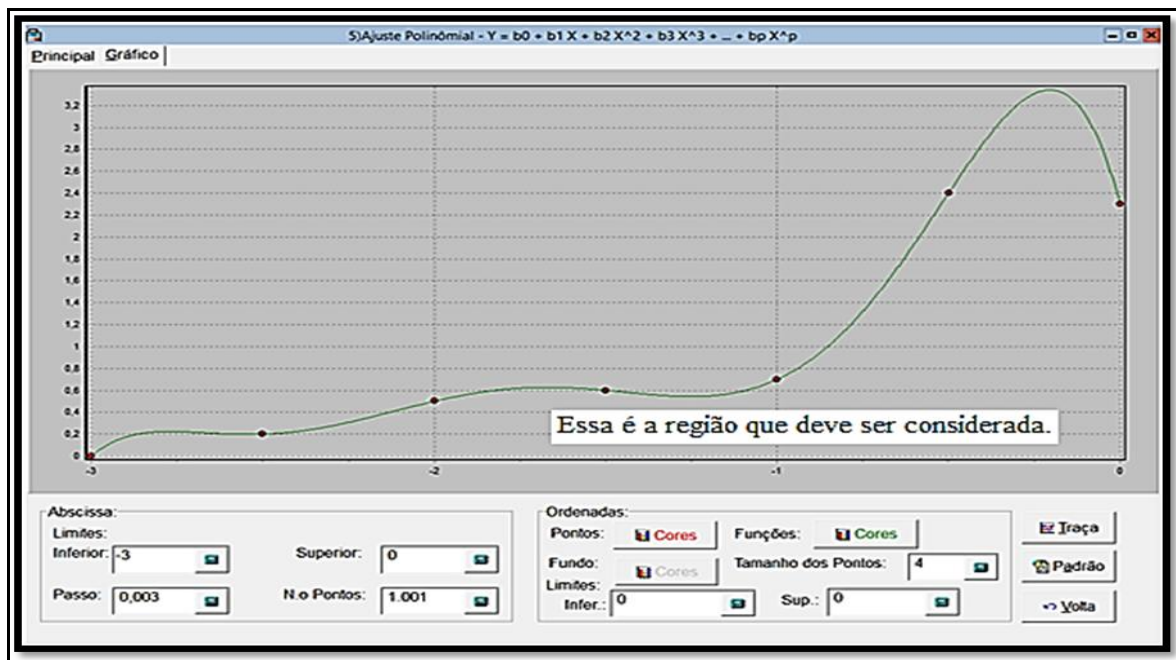 5)Ajuste Polinómial - Y = b0 + b1 X + b2 X^2 + b3 X^3 + ... + bp X^p
Principal Gráfico
3,2
3
2,8
2,6
2,4
2,2
2
1,8
1,6
1,4
1,2
1
0,8
0,6
0,4
0,2
0
Essa é a região que deve ser considerada.
-3 -2 -1 0
Abscissa:
Limites:
Inferior: -3 Superior: 0
Passo: 0,003 N.o Pontos: 1.001
Ordenadas:
Pontos: Cores Funções: Cores
Fundo: Cores Tamanho dos Pontos: 4
Limites:
Infer.: 0 Sup.: 0
Traça
Padrão
Volta